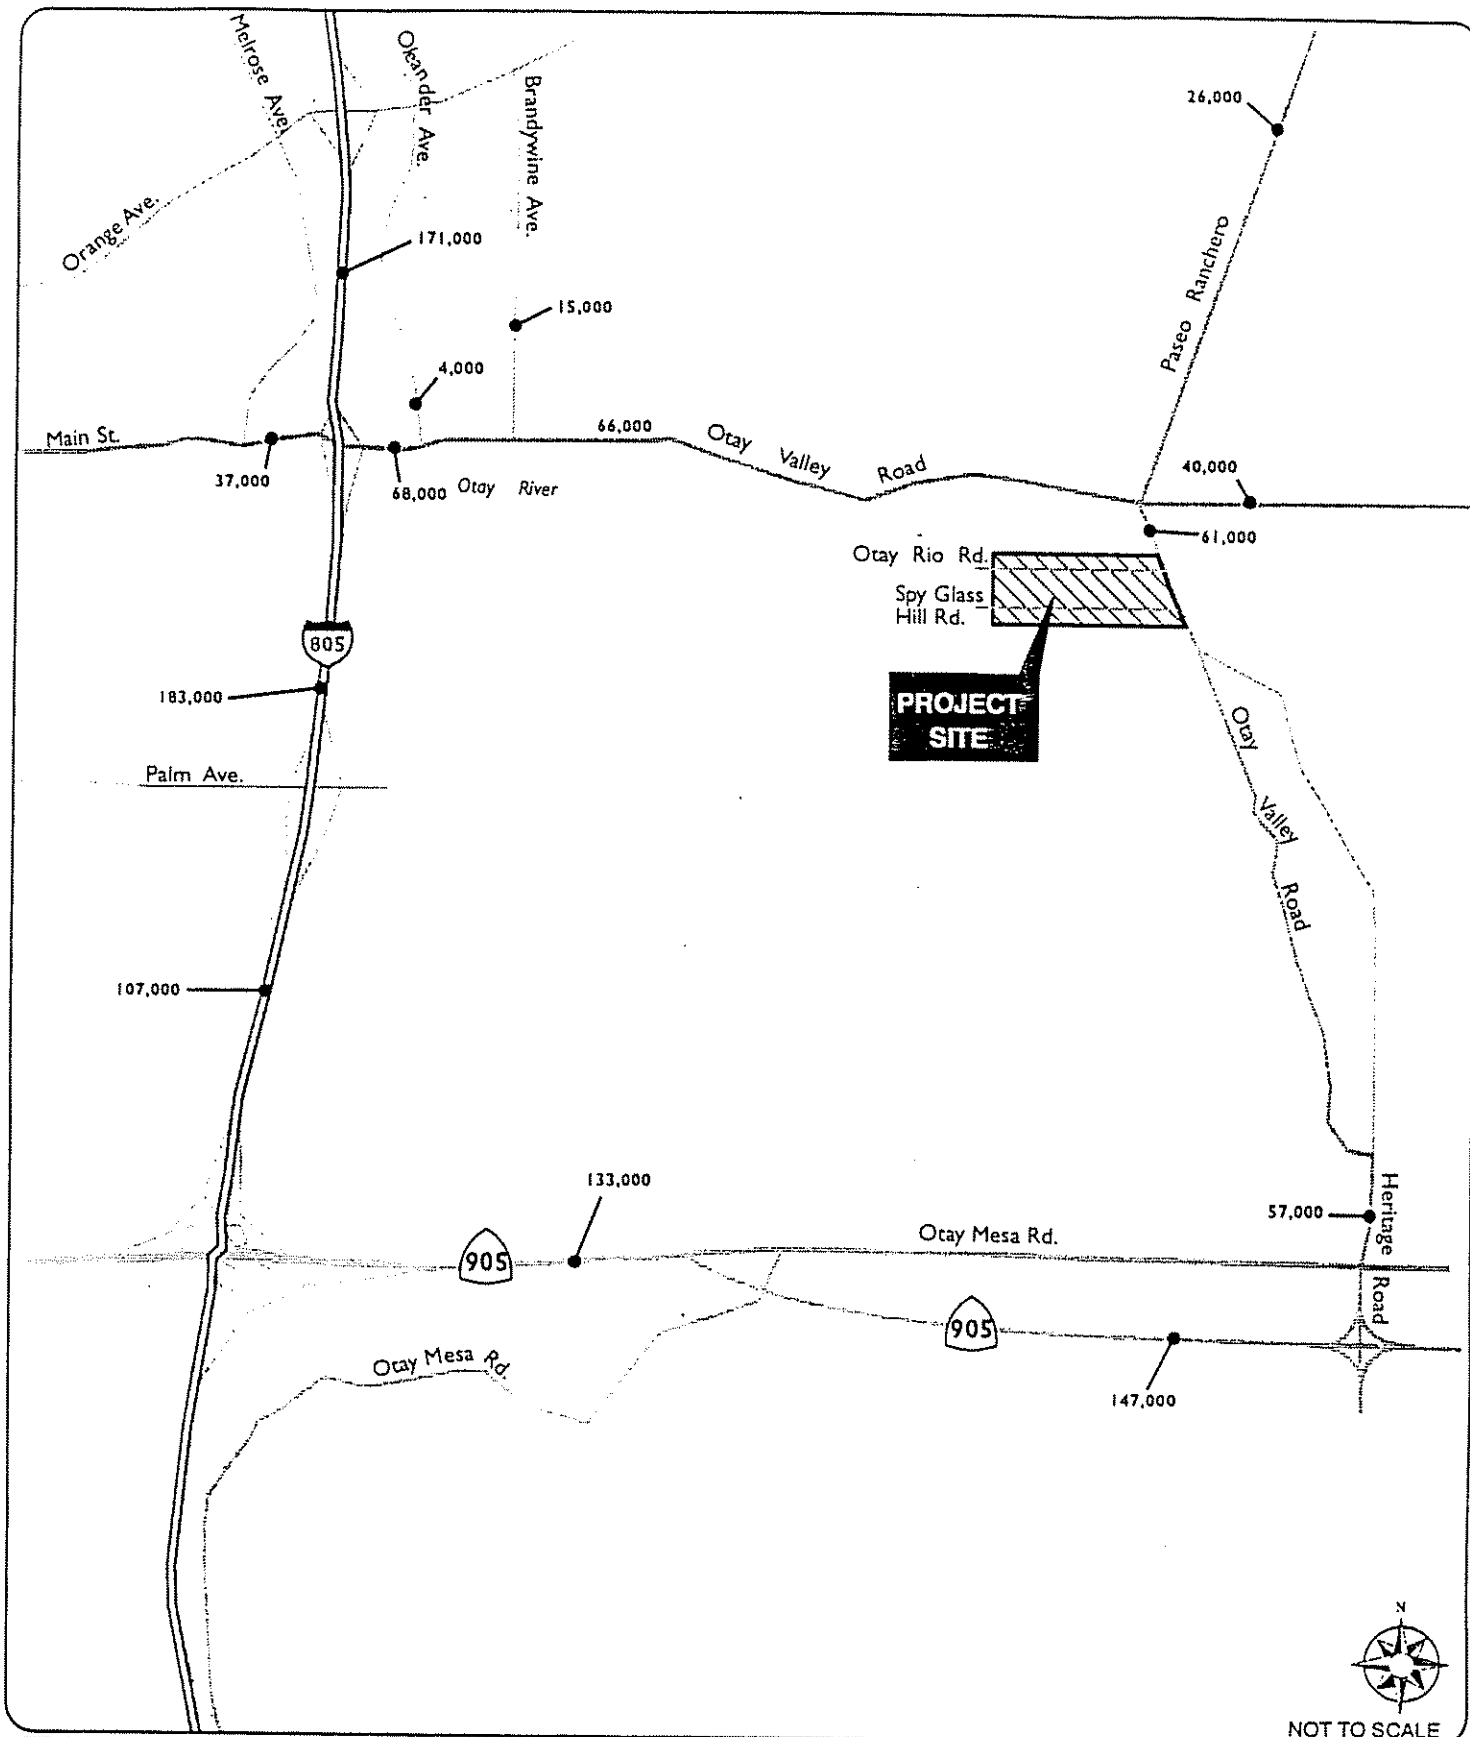 Melrose Ave.
Oleander Ave.
Brandywine Ave.
26,000
Orange Ave.
171,000
Paseo Ranchero
15,000
4,000
Main St.
66,000
Otay Valley Road
37,000
68,000
Otay River
40,000
61,000
Otay Rio Rd.
Spy Glass
Hill Rd.
805
183,000
PROJECT
SITE
Palm Ave.
Otay Valley Road
107,000
133,000
57,000
Heritage Road
Otay Mesa Rd.
905
905
Otay Mesa Rd.
147,000
N
NOT TO SCALE